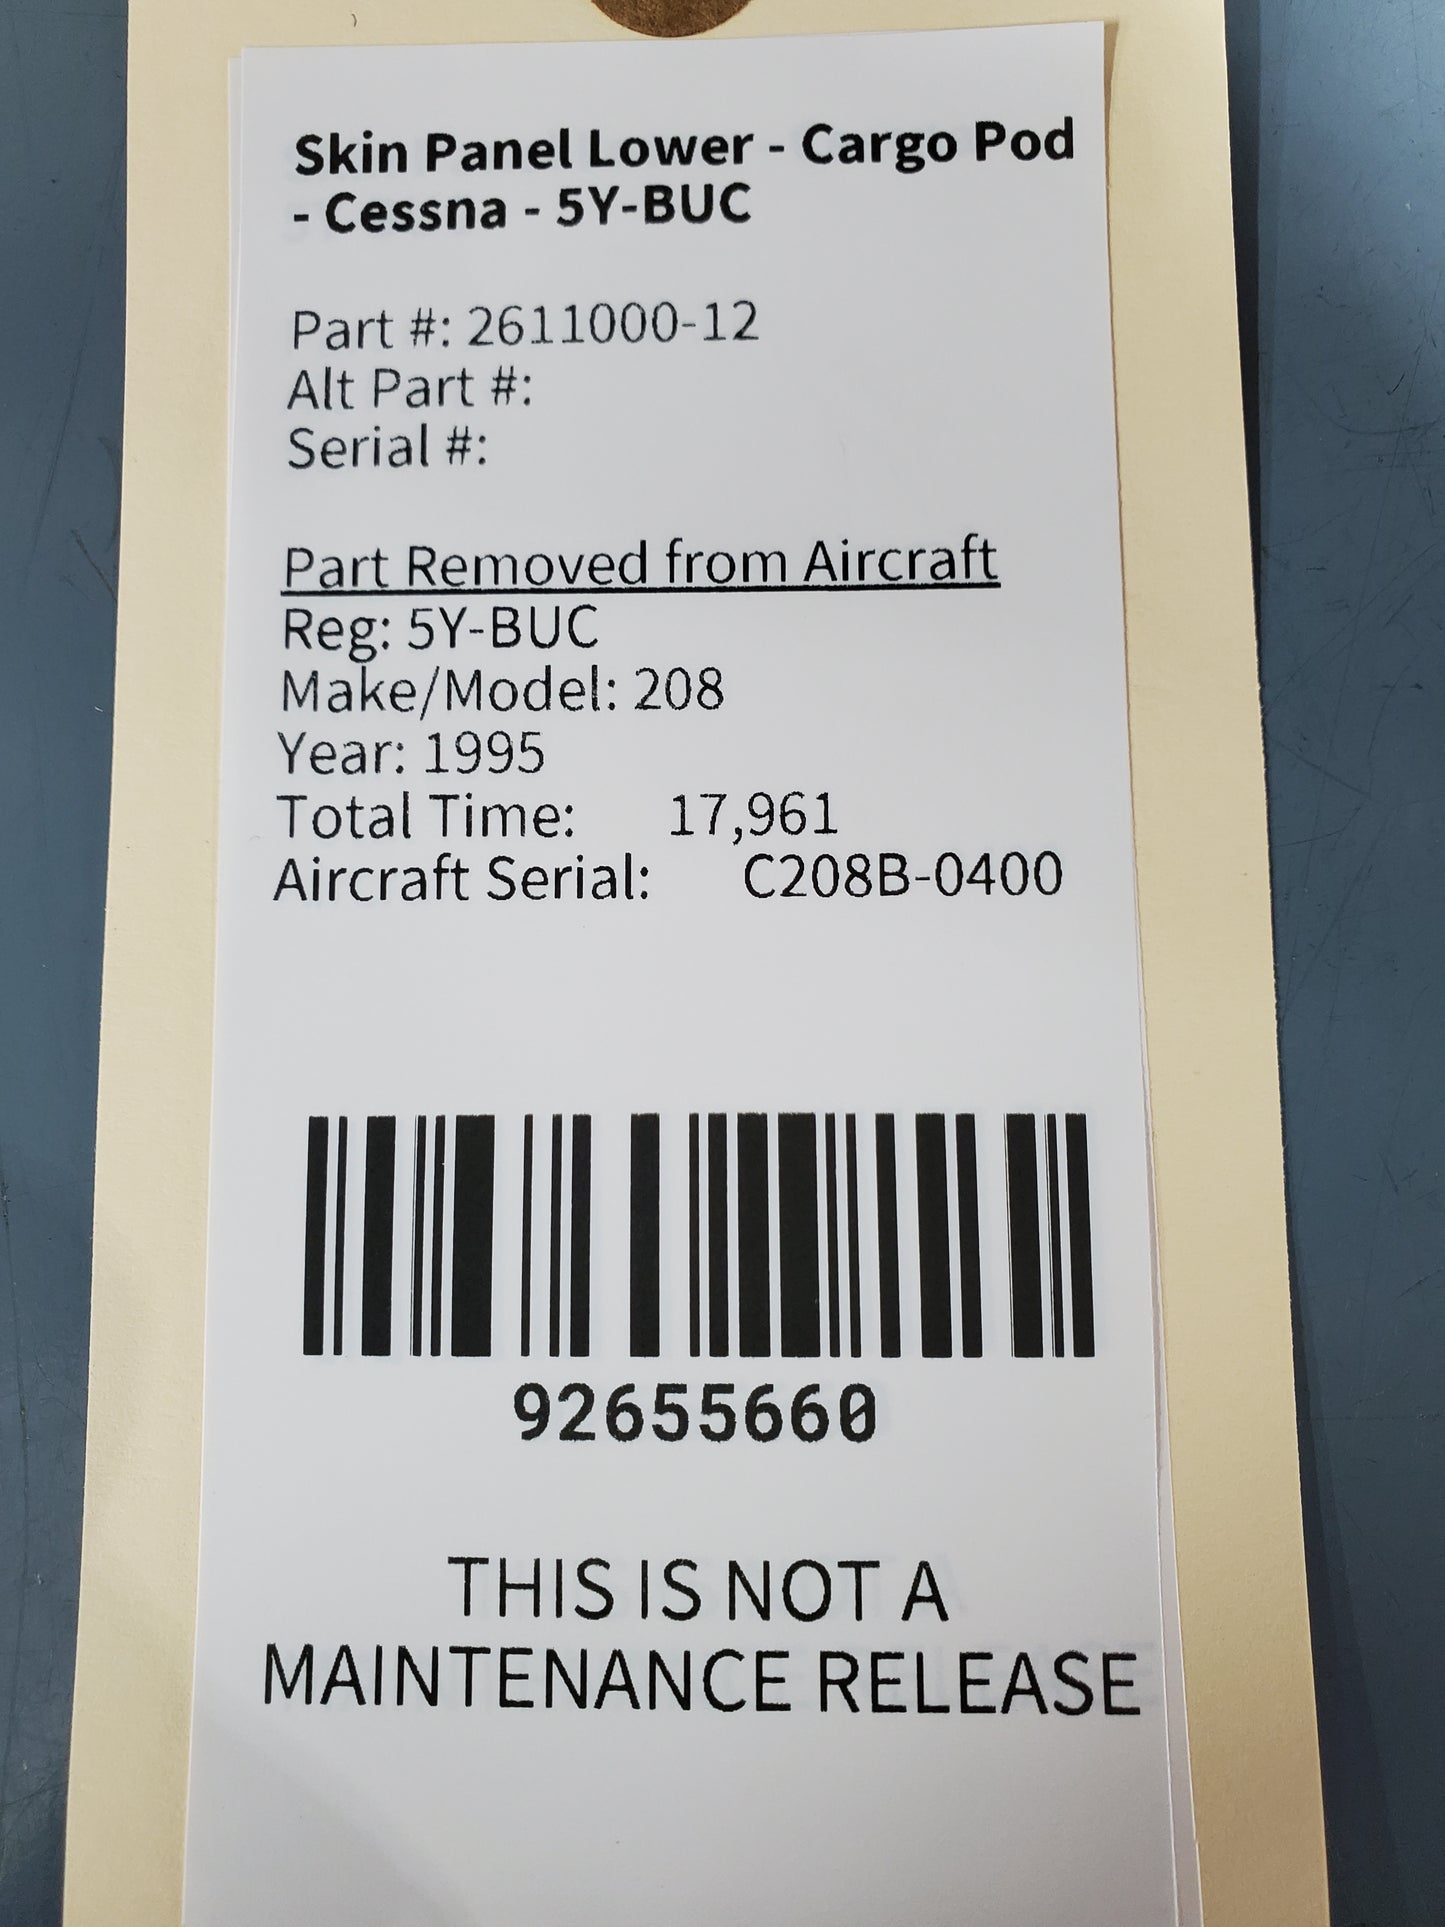 Skin Panel Lower - Cargo Pod
- Cessna - 5Y-BUC
Part #: 2611000-12
Alt Part #:
Serial #:
Part Removed from Aircraft
Reg: 5Y-BUC
Make/Model: 208
Year: 1995
Total Time: 17,961
Aircraft Serial: C208B-0400
92655660
THIS IS NOT A
MAINTENANCE RELEASE